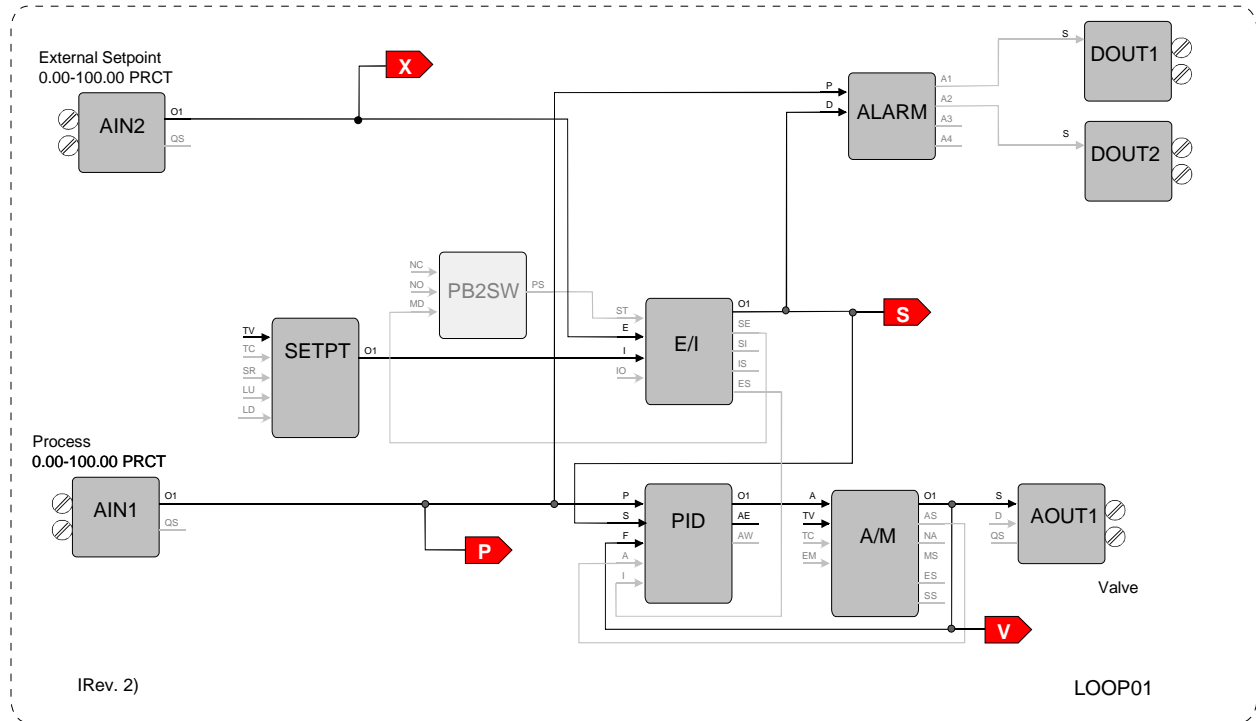 External Setpoint
0.00-100.00 PRCT
AIN2
O1
QS
X
P
D
ALARM
A1
A2
A3
A4
S
DOUT1
S
DOUT2
NC
NO
MD
PB2SW
PS
ST
E
I
IO
E/I
O1
SE
SI
IS
ES
S
TV
TC
SR
LU
LD
SETPT
O1
Process
0.00-100.00 PRCT
AIN1
O1
QS
P
P
S
F
A
I
PID
O1
AE
AW
A
TV
TC
EM
A/M
O1
AS
NA
MS
ES
SS
S
D
QS
AOUT1
Valve
V
IRev. 2)
LOOP01